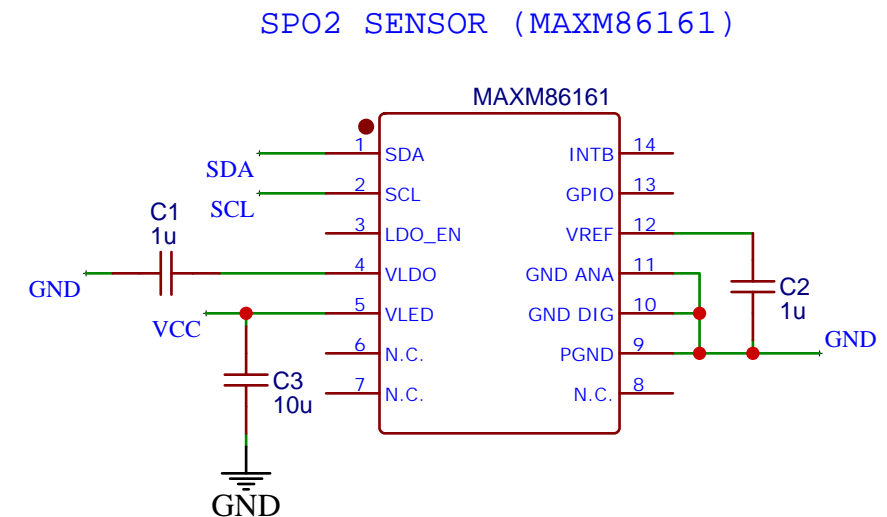 SPO2 SENSOR (MAXM86161)
MAXM86161
SDA
1
SDA
SCL
2
SCL
3
LDO_EN
C1
1u
GND
4
VLDO
VCC
5
VLED
6
N.C.
7
N.C.
C3
10u
GND
14
INTB
13
GPIO
12
VREF
11
GND ANA
10
GND DIG
9
PGND
8
N.C.
C2
1u
GND